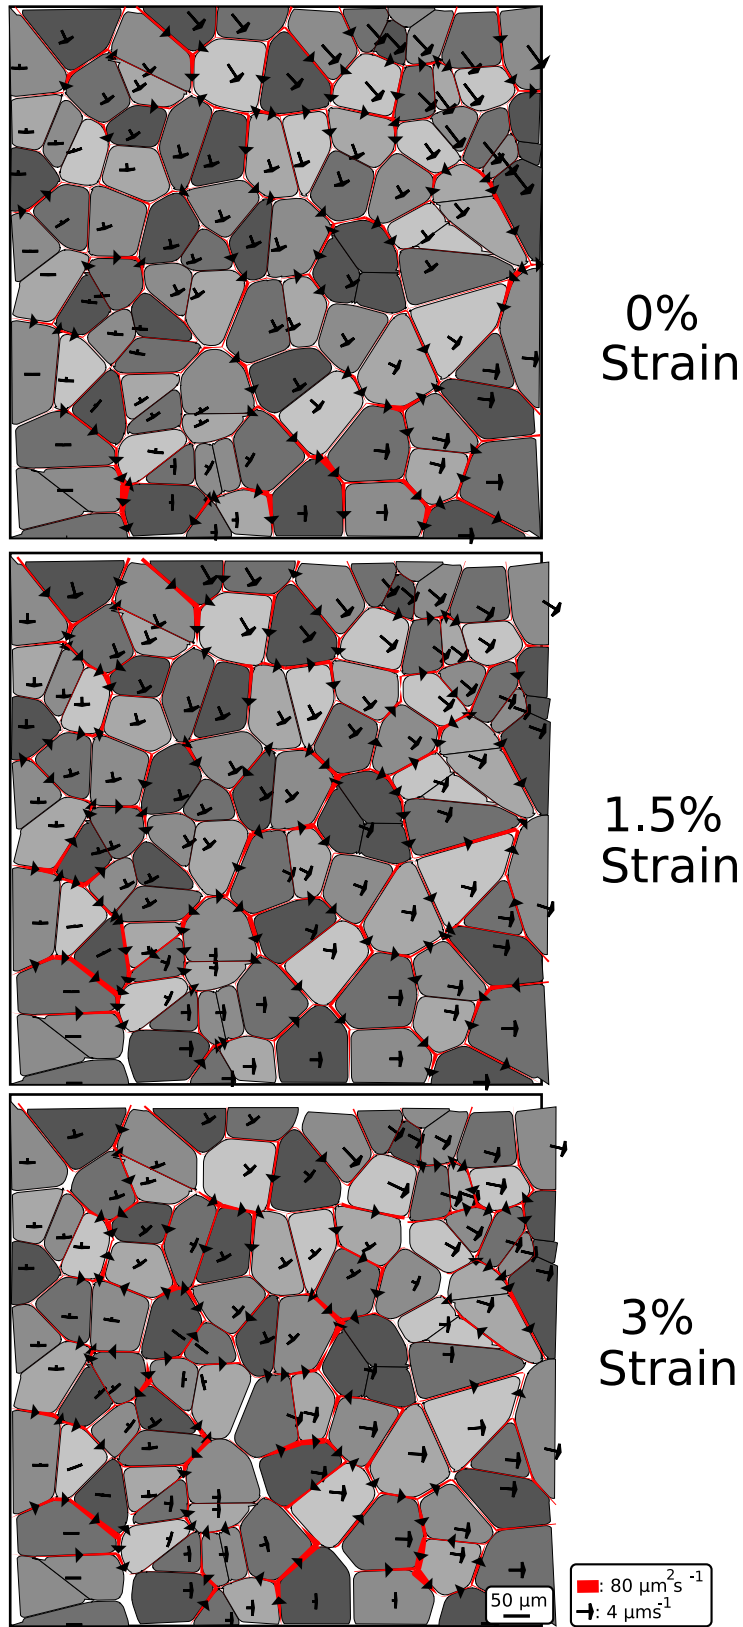 0%
Strain
1.5%
Strain
3%
Strain
50 µm
: 80 µm²s⁻¹
: 4 µms⁻¹